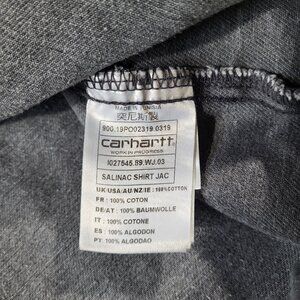 MADE IN TUNISIA
突尼斯製
900.19PO02319.0319
carhartt
WORK IN PROGRESS
I027545.89.WJ.03
SALINAC SHIRT JAC
UK/USA/AU/NZ/IE : 100%COTTON
FR : 100% COTON
DE/AT : 100% BAUMWOLLE
IT : 100% COTONE
ES : 100% ALGODON
PT: 100% ALGODAO